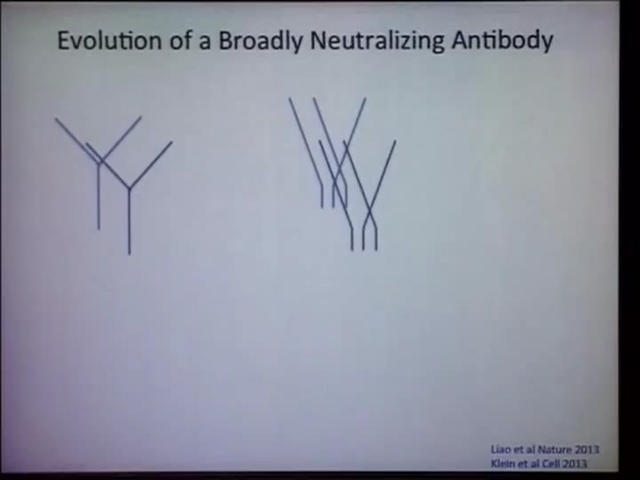 Evolution of a Broadly Neutralizing Antibody
Liao et al Nature 2013
Klein et al Cell 2013